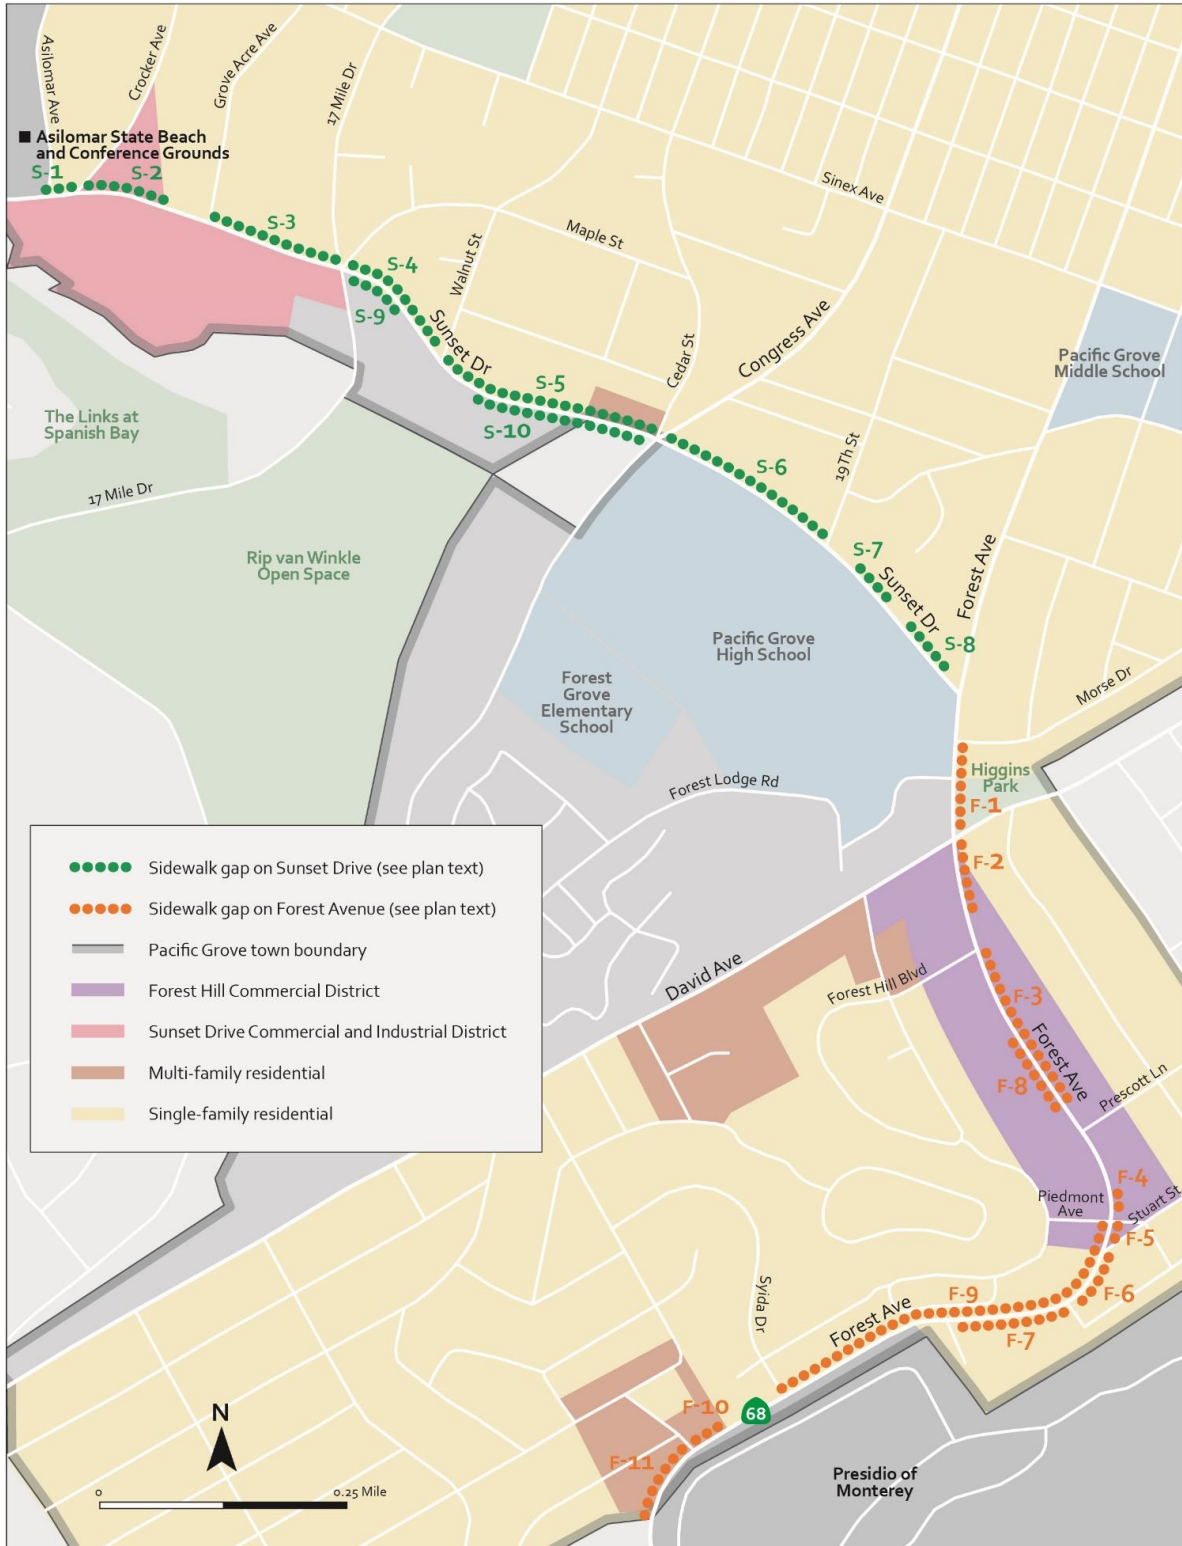 Asilomar Ave
Crocker Ave
Grove Acre Ave
17 Mile Dr
Asilomar State Beach
and Conference Grounds
S-1
S-2
S-3
S-4
S-9
Sinex Ave
Maple St
Walnut St
Sunset Dr
Cedar St
Congress Ave
S-5
S-10
Pacific Grove
Middle School
The Links at
Spanish Bay
17 Mile Dr
S-6
19Th St
Rip van Winkle
Open Space
S-7
Sunset Dr
Forest Ave
S-8
Pacific Grove
High School
Forest
Grove
Elementary
School
Morse Dr
Higgins
Park
Forest Lodge Rd
F-1
F-2
Sidewalk gap on Sunset Drive (see plan text)
Sidewalk gap on Forest Avenue (see plan text)
Pacific Grove town boundary
Forest Hill Commercial District
Sunset Drive Commercial and Industrial District
Multi-family residential
Single-family residential
David Ave
Forest Hill Blvd
F-3
Forest Ave
F-8
Prescott Ln
F-4
Piedmont
Ave
Stuart St
F-5
F-6
F-9
F-7
Syida Dr
Forest Ave
F-10
68
F-11
N
0
0.25 Mile
Presidio of
Monterey